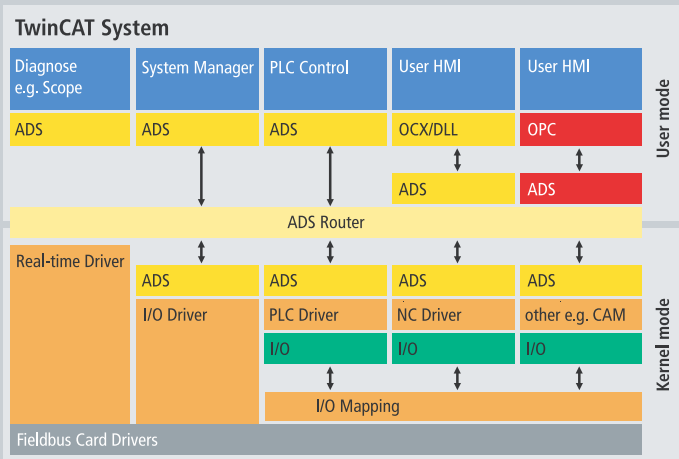 TwinCAT System
Diagnose
e.g. Scope
System Manager
PLC Control
User HMI
User HMI
ADS
ADS
ADS
OCX/DLL
OPC
User mode
ADS
ADS
ADS Router
Real-time Driver
ADS
ADS
ADS
ADS
I/O Driver
PLC Driver
NC Driver
other e.g. CAM
I/O
I/O
I/O
Kernel mode
I/O Mapping
Fieldbus Card Drivers